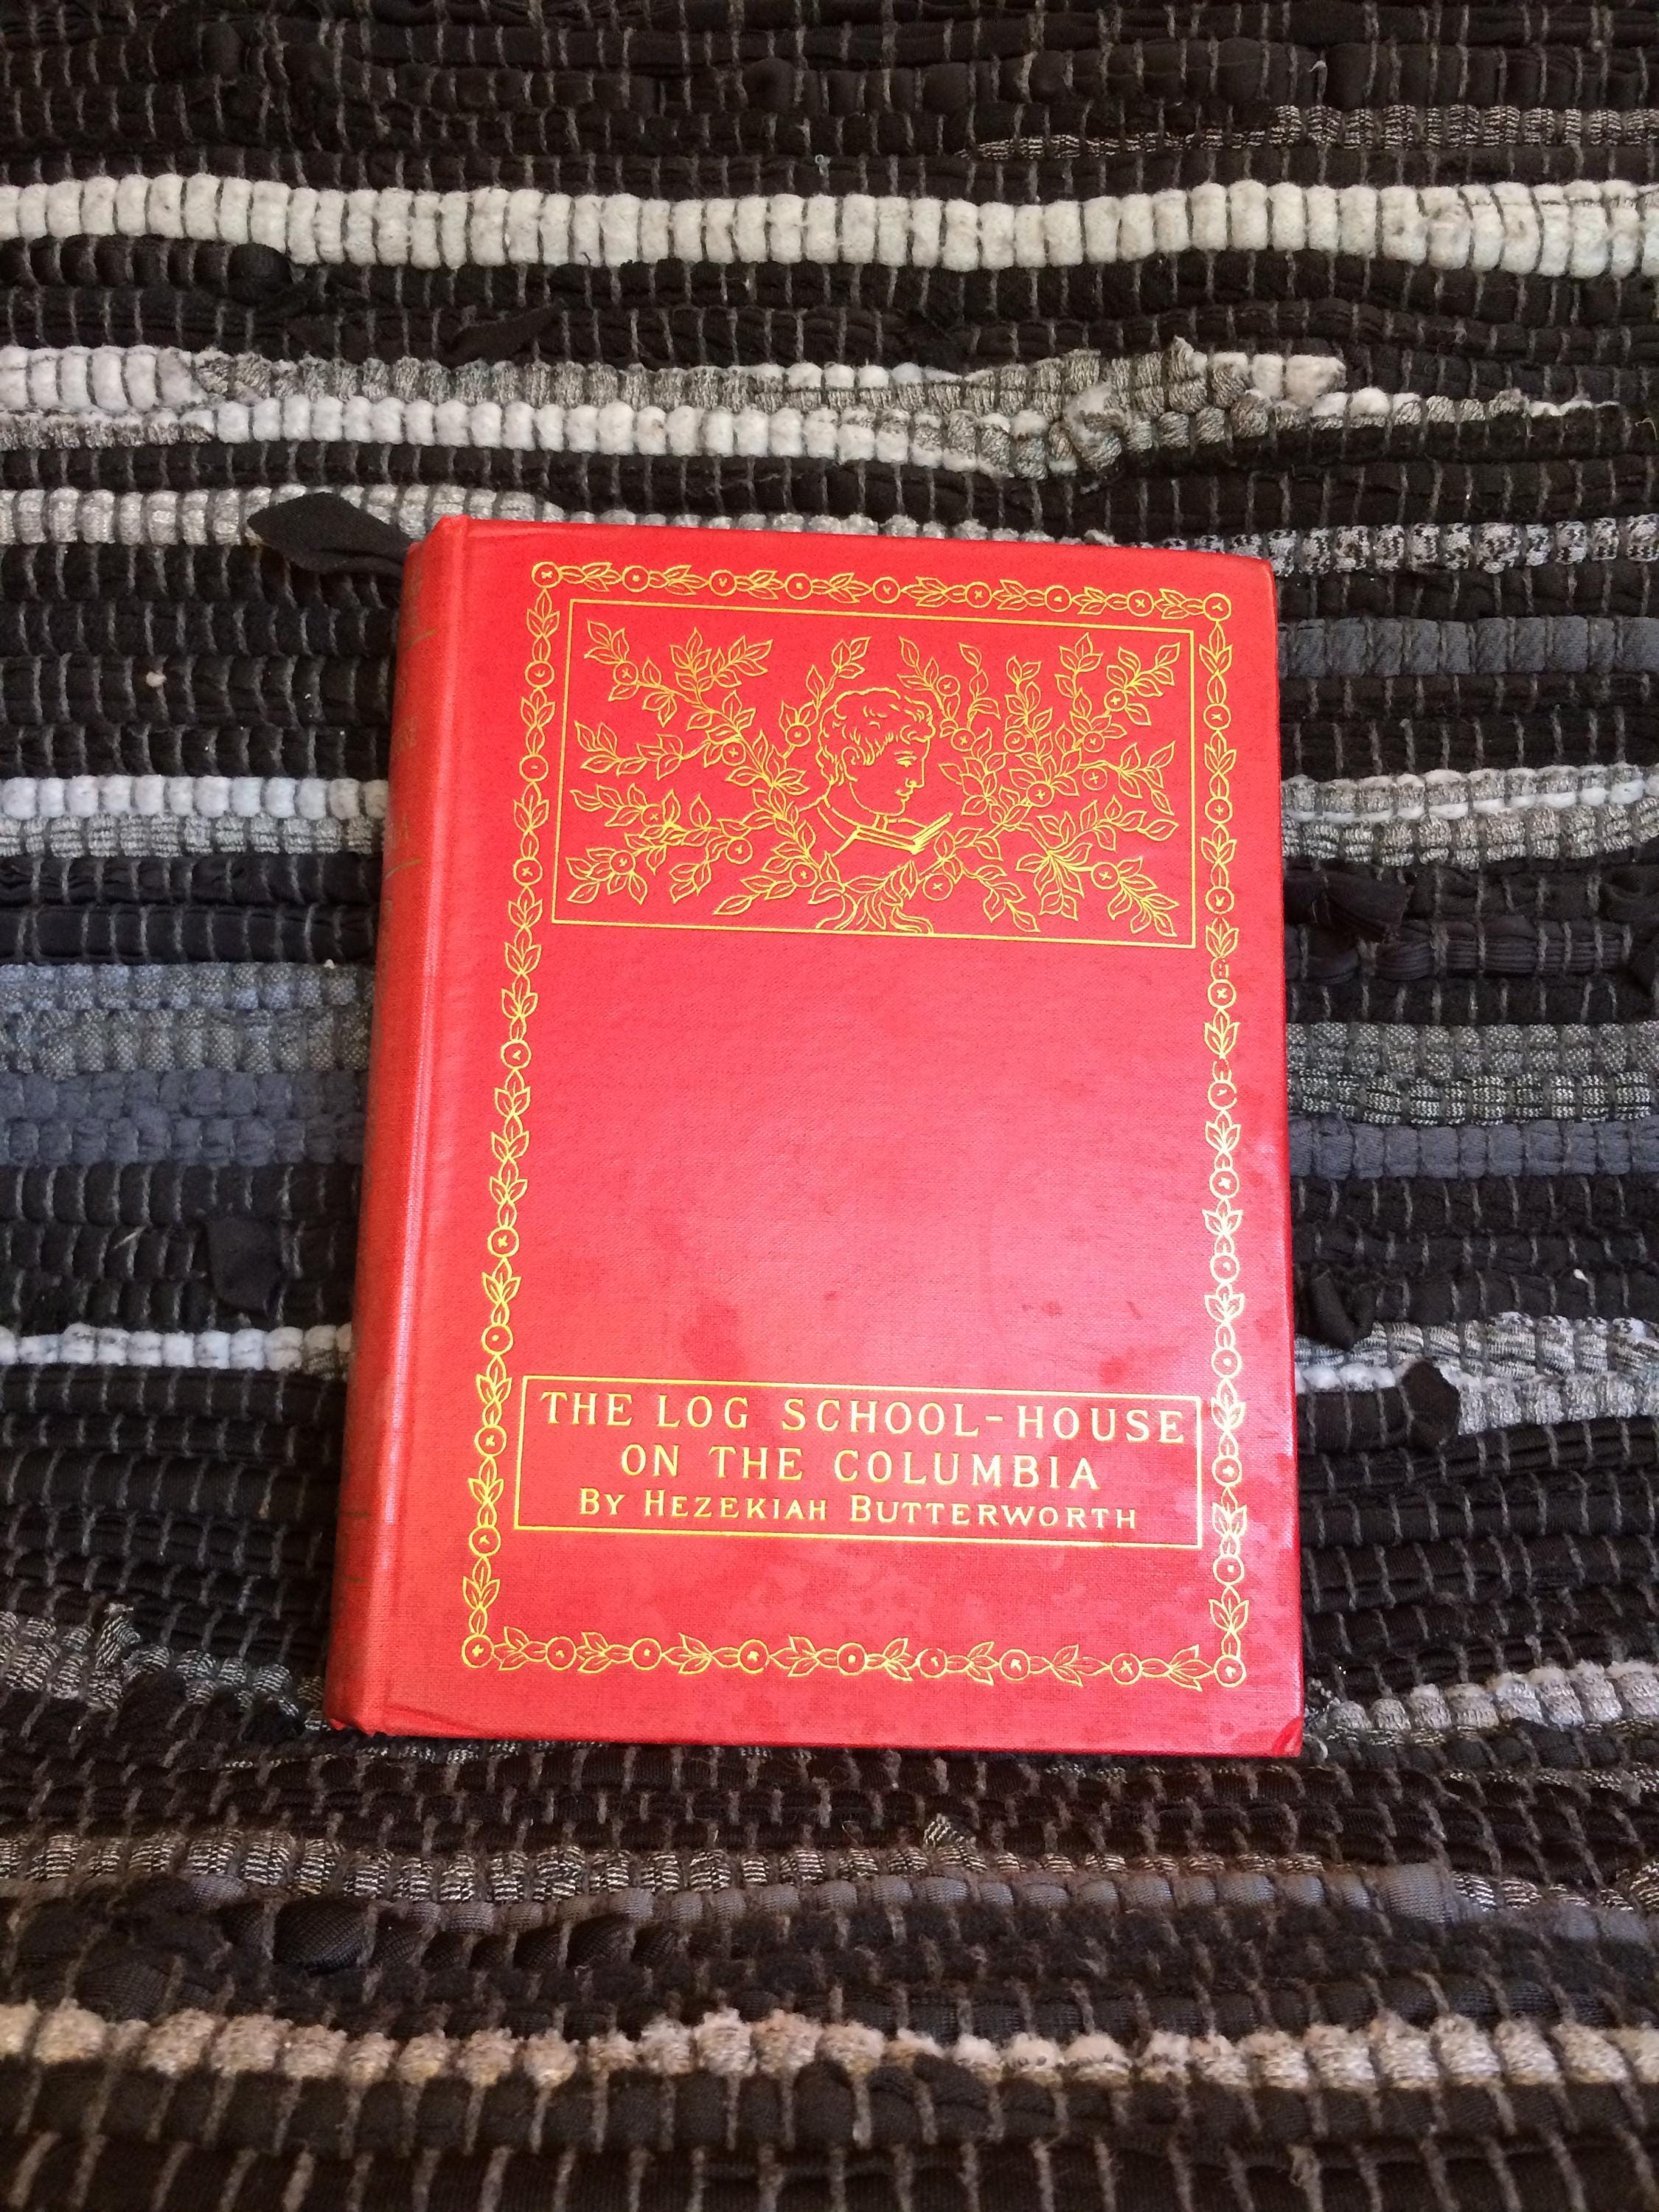 THE LOG SCHOOL-HOUSE
ON THE COLUMBIA
BY HEZEKIAH BUTTERWORTH